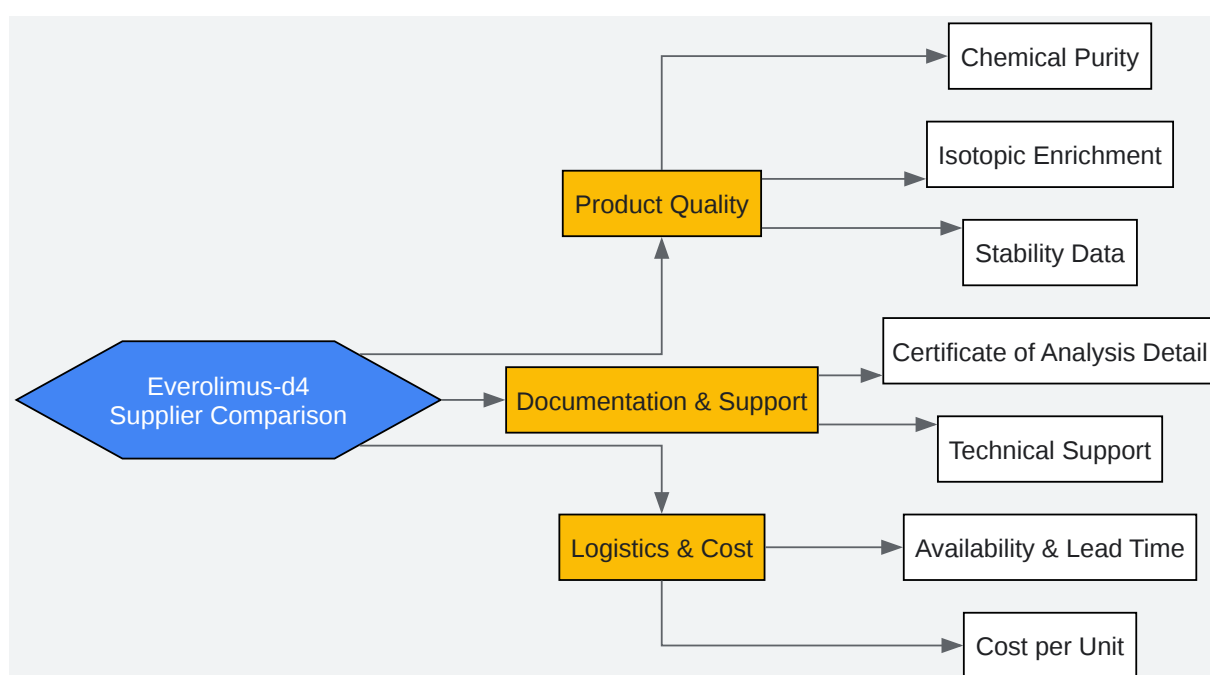 Everolimus-d4
Supplier Comparison
Product Quality
Chemical Purity
Isotopic Enrichment
Stability Data
Documentation & Support
Certificate of Analysis Detail
Technical Support
Logistics & Cost
Availability & Lead Time
Cost per Unit